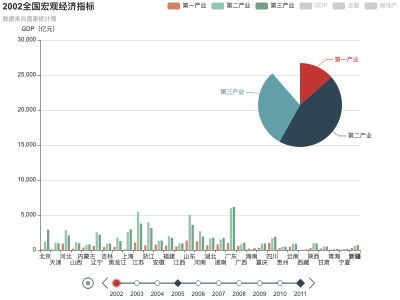 2002全国宏观经济指标
数据来自国家统计局
第一产业 第二产业 第三产业 GDP 金融 房地产
GDP（亿元）
30,000
25,000
20,000
15,000
10,000
5,000
0
第一产业
第二产业
第三产业
北京 河北 内蒙古 吉林 上海 浙江 福建 山东 湖北 广东 海南 四川 云南 陕西 青海 新疆
天津 山西 辽宁 黑龙江 江苏 安徽 江西 河南 湖南 广西 重庆 贵州 西藏 甘肃 宁夏
2002 2003 2004 2005 2006 2007 2008 2009 2010 2011